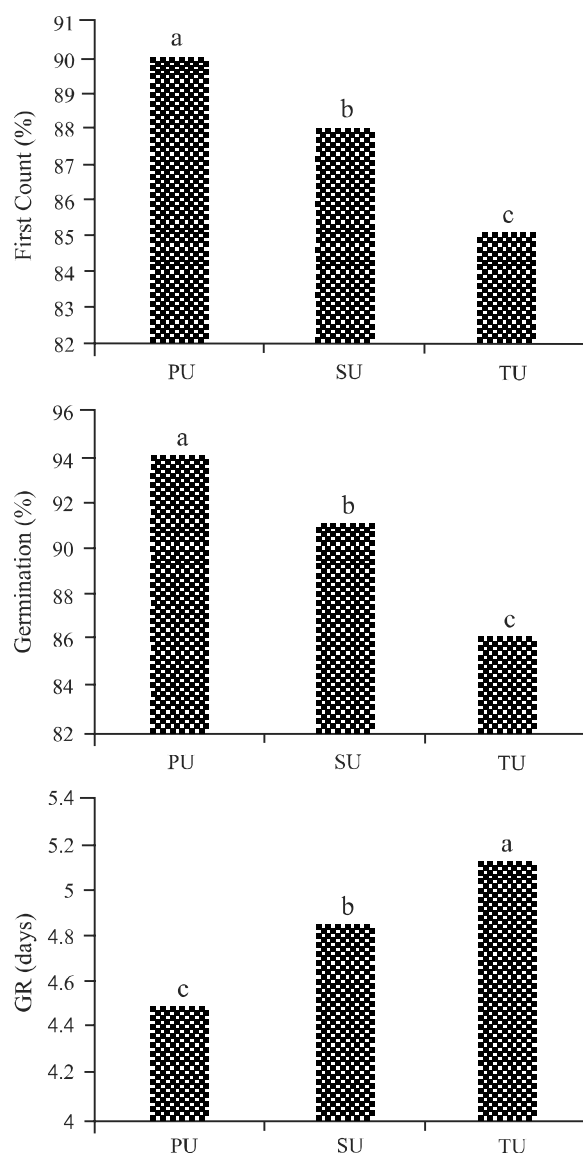 91
a
90
89
b
88
87
86
c
85
84
83
82
First Count (%)
PU SU TU
96
a
94
92
b
90
88
c
86
84
82
Germination (%)
PU SU TU
5.4
5.2
a
5
b
4.8
4.6
c
4.4
4.2
4
GR (days)
PU SU TU